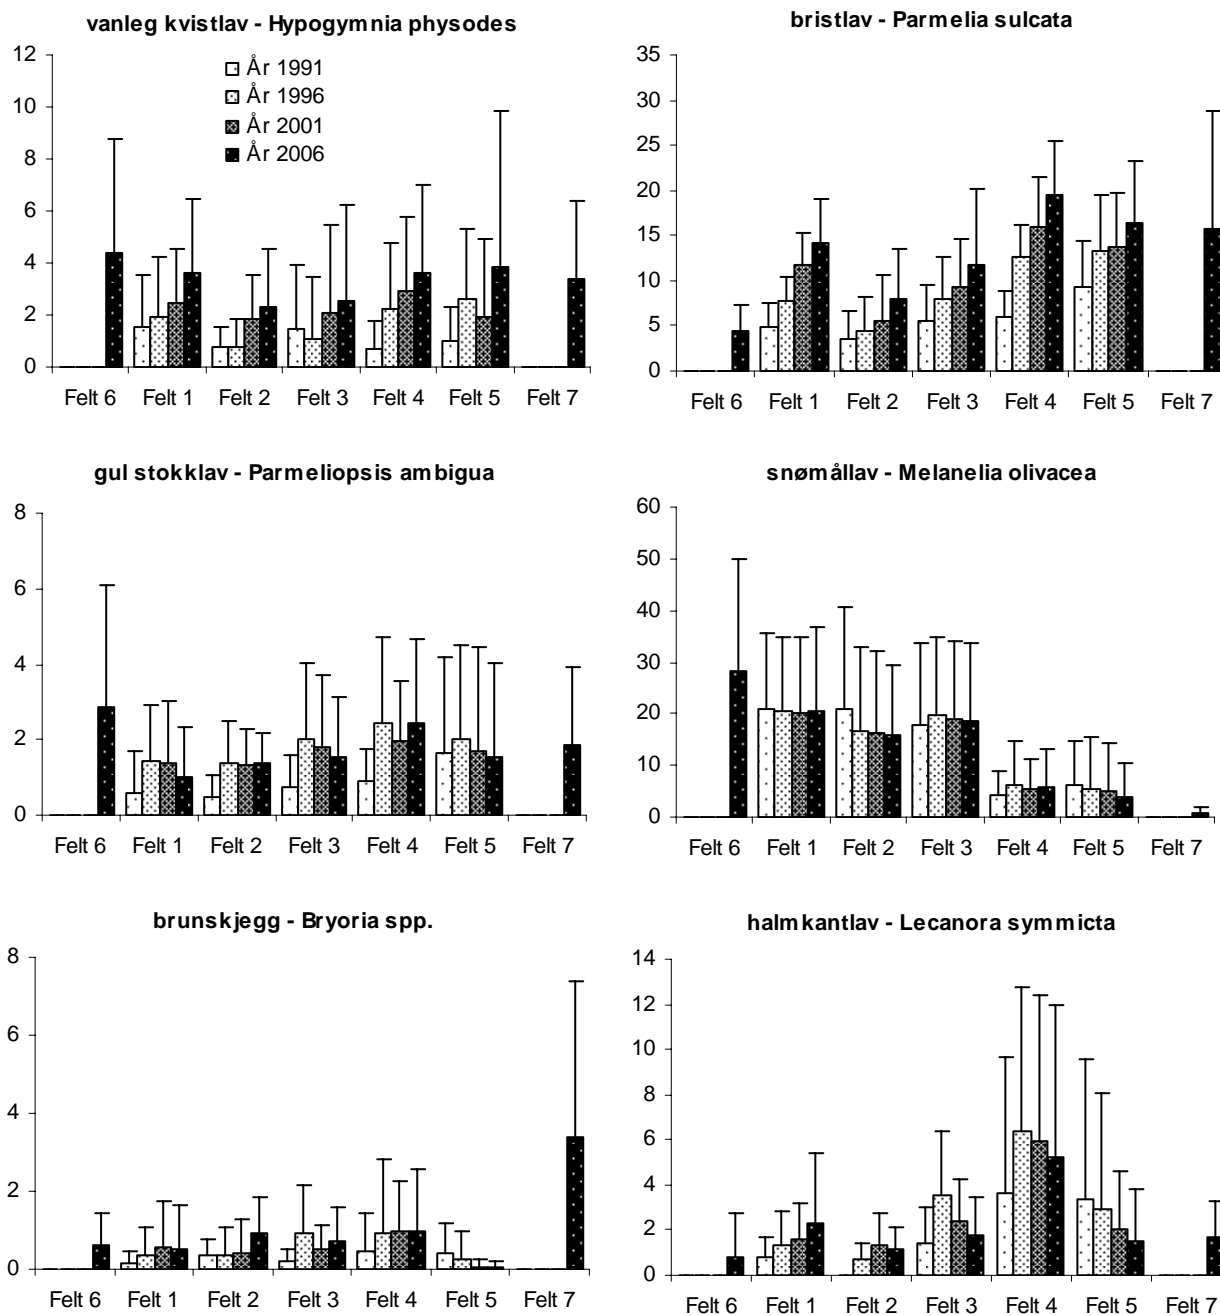 vanleg kvistlav - Hypogymnia physodes
12
10
8
6
4
2
0
År 1991
År 1996
År 2001
År 2006
Felt 6 Felt 1 Felt 2 Felt 3 Felt 4 Felt 5 Felt 7
bristlav - Parmelia sulcata
35
30
25
20
15
10
5
0
Felt 6 Felt 1 Felt 2 Felt 3 Felt 4 Felt 5 Felt 7
gul stokklav - Parmeliopsis ambigua
8
6
4
2
0
Felt 6 Felt 1 Felt 2 Felt 3 Felt 4 Felt 5 Felt 7
snømållav - Melanelia olivacea
60
50
40
30
20
10
0
Felt 6 Felt 1 Felt 2 Felt 3 Felt 4 Felt 5 Felt 7
brunskjegg - Bryoria spp.
8
6
4
2
0
Felt 6 Felt 1 Felt 2 Felt 3 Felt 4 Felt 5 Felt 7
halmkantlav - Lecanora symmicta
14
12
10
8
6
4
2
0
Felt 6 Felt 1 Felt 2 Felt 3 Felt 4 Felt 5 Felt 7